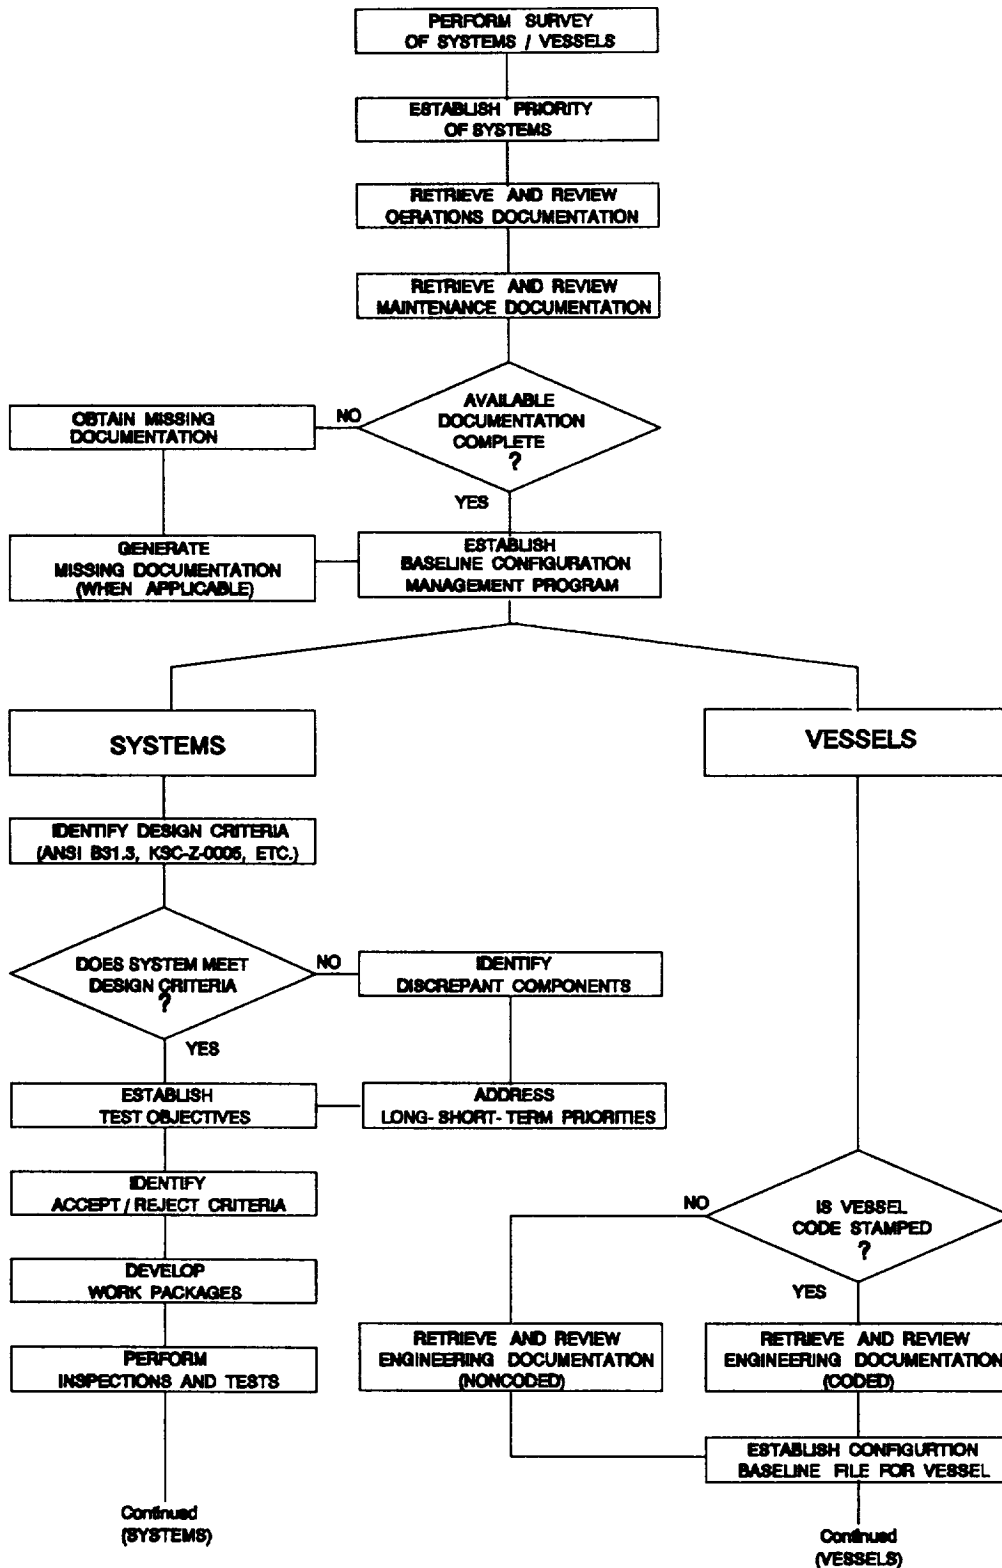 PERFORM SURVEY
OF SYSTEMS / VESSELS
ESTABLISH PRIORITY
OF SYSTEMS
RETRIEVE AND REVIEW
OERATIONS DOCUMENTATION
RETRIEVE AND REVIEW
MAINTENANCE DOCUMENTATION
AVAILABLE
DOCUMENTATION
COMPLETE
?
NO
OBTAIN MISSING
DOCUMENTATION
YES
GENERATE
MISSING DOCUMENTATION
(WHEN APPLICABLE)
ESTABLISH
BASELINE CONFIGURATION
MANAGEMENT PROGRAM
SYSTEMS
VESSELS
IDENTIFY DESIGN CRITERIA
(ANSI B31.3, KSC-Z-0005, ETC.)
DOES SYSTEM MEET
DESIGN CRITERIA
?
NO
IDENTIFY
DISCREPANT COMPONENTS
YES
ESTABLISH
TEST OBJECTIVES
ADDRESS
LONG- SHORT- TERM PRIORITIES
IDENTIFY
ACCEPT / REJECT CRITERIA
DEVELOP
WORK PACKAGES
PERFORM
INSPECTIONS AND TESTS
Continued
(SYSTEMS)
IS VESSEL
CODE STAMPED
?
NO
YES
RETRIEVE AND REVIEW
ENGINEERING DOCUMENTATION
(NONCODED)
RETRIEVE AND REVIEW
ENGINEERING DOCUMENTATION
(CODED)
ESTABLISH CONFIGURTION
BASELINE FILE FOR VESSEL
Continued
(VESSELS)